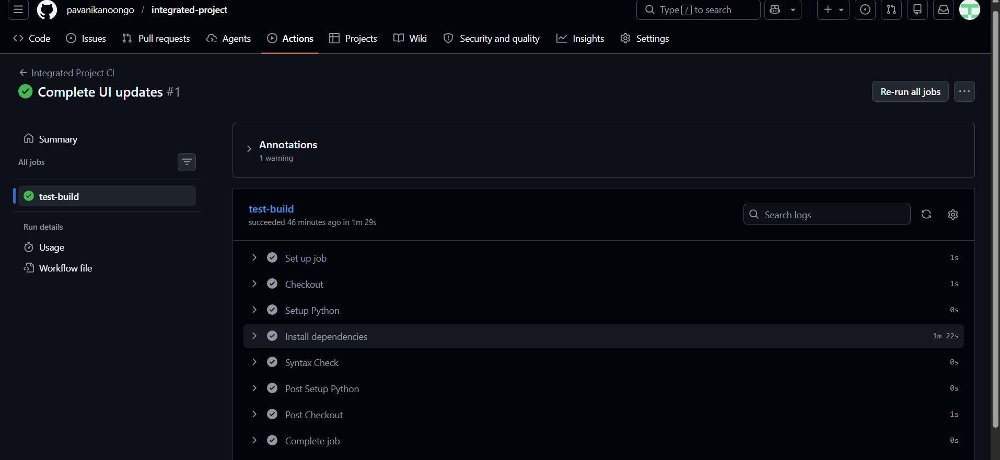 pavanikanoongo / integrated-project
Type / to search
Code Issues Pull requests Agents Actions Projects Wiki Security and quality Insights Settings
Integrated Project CI
Complete UI updates #1
Re-run all jobs
Summary
All jobs
test-build
Run details
Usage
Workflow file
Annotations
1 warning
test-build
succeeded 46 minutes ago in 1m 29s
Search logs
Set up job 1s
Checkout 1s
Setup Python 0s
Install dependencies 1m 22s
Syntax Check 0s
Post Setup Python 0s
Post Checkout 1s
Complete job 0s